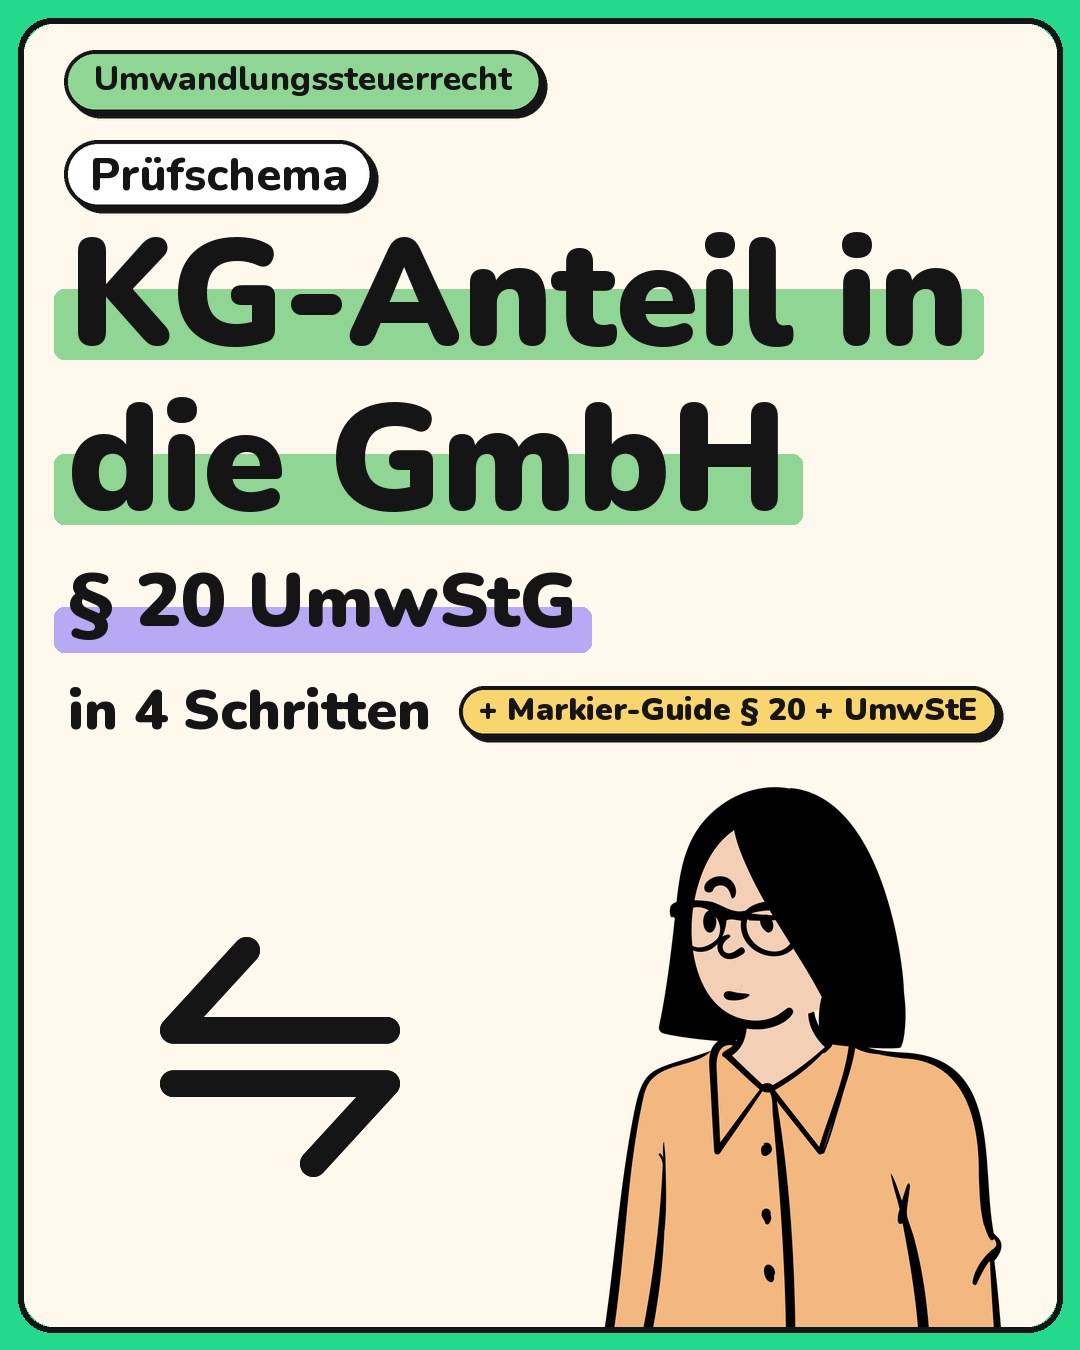 Umwandlungssteuerrecht
Prüfschema
KG-Anteil in
die GmbH
§ 20 UmwStG
in 4 Schritten
+ Markier-Guide § 20 + UmwStE